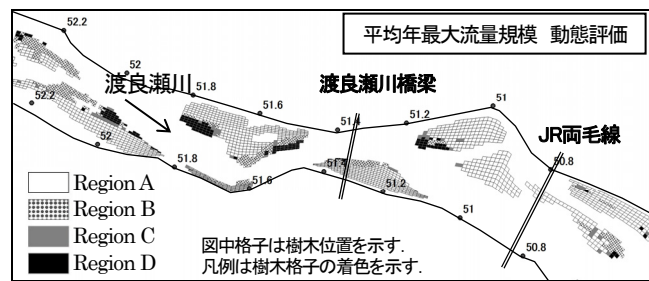 平均年最大流量規模 動態評価
52.2
52
渡良瀬川
51.8
51.6
渡良瀬川橋梁
51.4
51.2
51
JR両毛線
50.8
52.2
52
51.8
51.6
51.4
51.2
51
50.8
Region A
Region B
Region C
Region D
図中格子は樹木位置を示す.
凡例は樹木格子の着色を示す.